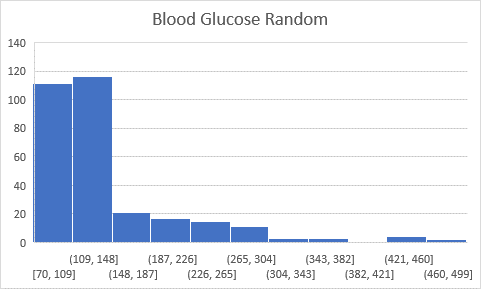 Blood Glucose Random
140
120
100
80
60
40
20
0
(109, 148] (187, 226] (265, 304] (343, 382] (421, 460]
[70, 109] (148, 187] (226, 265] (304, 343] (382, 421] (460, 499]